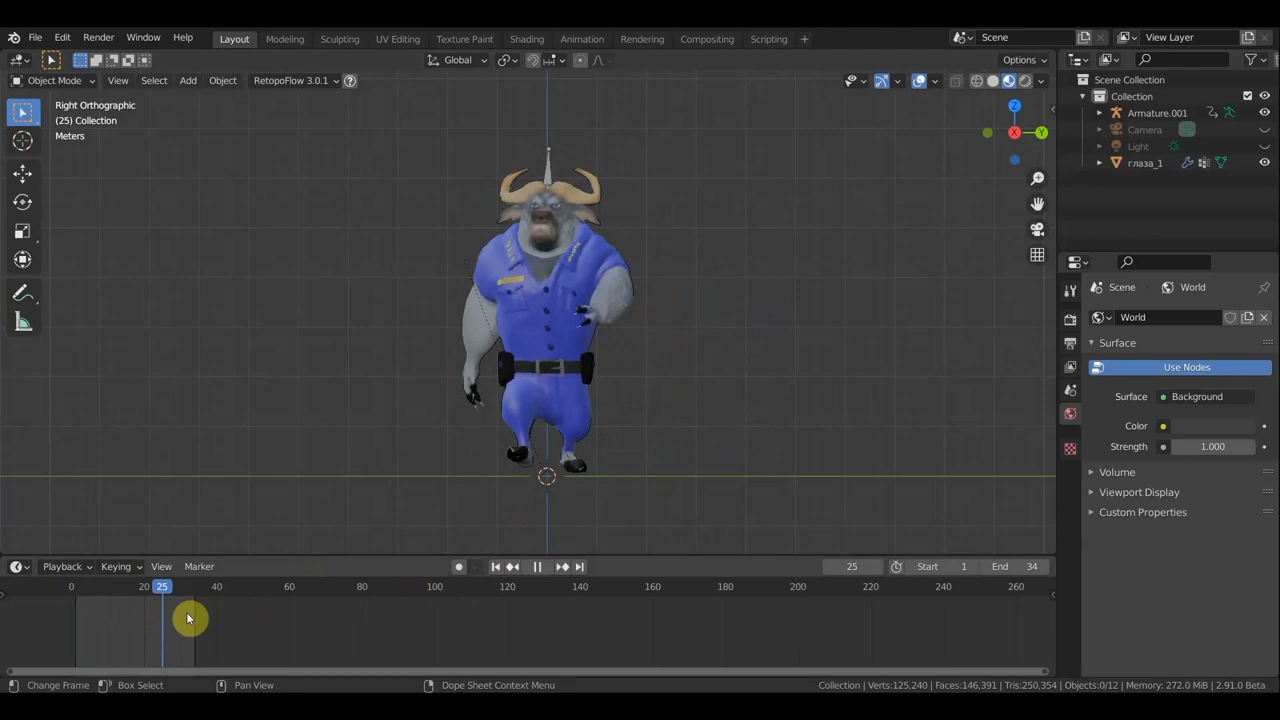 File Edit Render Window Help
Layout Modeling Sculpting UV Editing Texture Paint Shading Animation Rendering Compositing Scripting +
Scene View Layer
Global Options
Object Mode View Select Add Object RetopoFlow 3.0.1
Right Orthographic
(25) Collection
Meters
Z
X Y
Scene Collection
Collection
Armature.001
Camera
Light
глаза_1
Scene World
World
Surface
Use Nodes
Surface Background
Color
Strength 1.000
Volume
Viewport Display
Custom Properties
Playback Keying View Marker 25 Start 1 End 34
0 20 25 40 60 80 100 120 140 160 180 200 220 240 260
Change Frame Box Select Pan View Dope Sheet Context Menu Collection | Verts:125,240 | Faces:146,391 | Tris:250,354 | Objects:0/12 | Memory: 272.0 MiB | 2.91.0 Beta